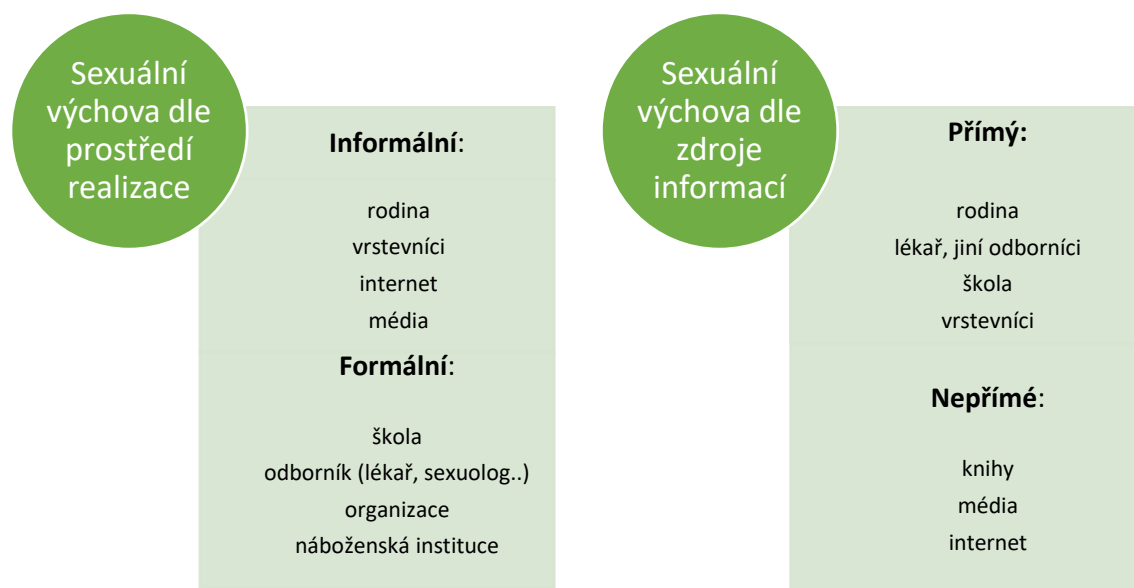 Sexuální
výchova dle
prostředí
realizace
Informální:
rodina
vrstevníci
internet
média
Formální:
škola
odborník (lékař, sexuolog..)
organizace
náboženská instituce
Sexuální
výchova dle
zdroje
informací
Přímý:
rodina
lékař, jiní odborníci
škola
vrstevníci
Nepřímé:
knihy
média
internet